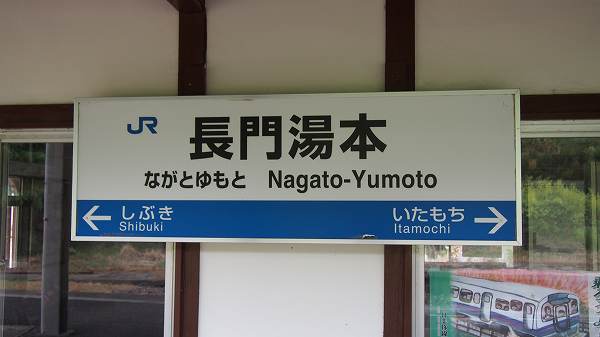 JR
長門湯本
ながとゆもと Nagato-Yumoto
← しぶき いたもち →
Shibuki Itamochi